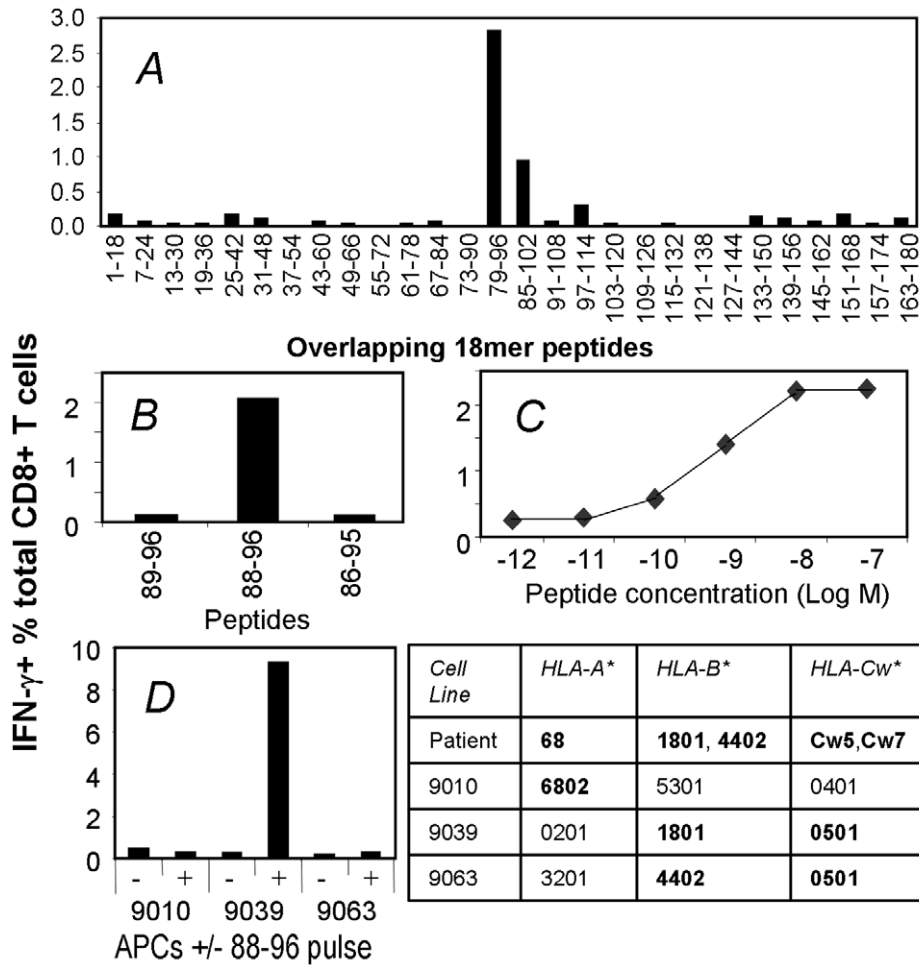 IFN-γ+ % total CD8+ T cells
A
3.0
2.5
2.0
1.5
1.0
0.5
0.0
1-18
7-24
13-30
19-36
25-42
31-48
37-54
43-60
49-66
55-72
61-78
67-84
73-90
79-96
85-102
91-108
97-114
103-120
109-126
115-132
121-138
127-144
133-150
139-156
145-162
151-168
157-174
163-180
Overlapping 18mer peptides
B
2
1
0
89-96
88-96
86-95
Peptides
C
2
1
0
-12 -11 -10 -9 -8 -7
Peptide concentration (Log M)
D
10
8
6
4
2
0
- + - + - +
9010 9039 9063
APCs +/- 88-96 pulse
Cell Line HLA-A* HLA-B* HLA-Cw*
Patient 68 1801, 4402 Cw5,Cw7
9010 6802 5301 0401
9039 0201 1801 0501
9063 3201 4402 0501